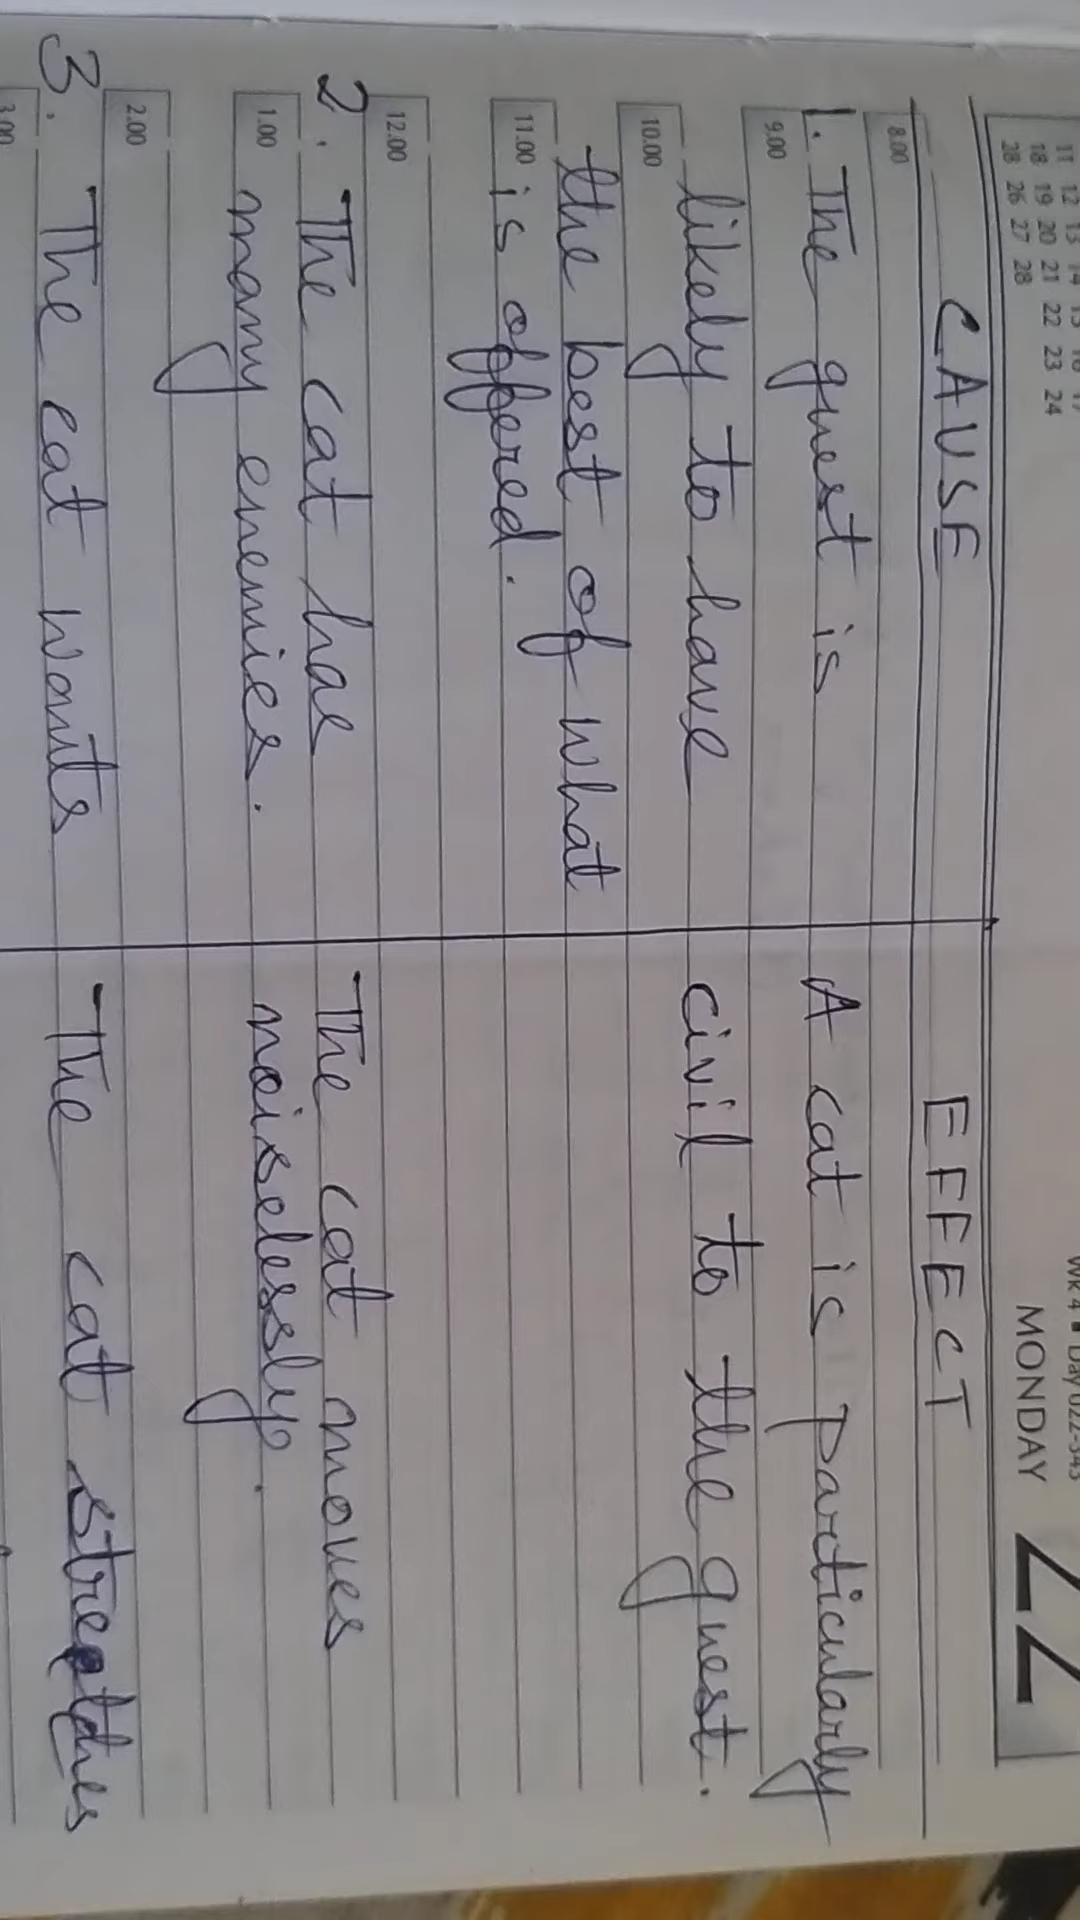 11 12 13 14 15 16 17
18 19 20 21 22 23 24
28 26 27 28
Wk 4 ▪ Day 022-343
MONDAY 22
CAUSE EFFECT
8.00
1. The guest is A cat is particularly
9.00
likely to have civil to the guest.
10.00
the best of what
11.00 is offered.
12.00
2. The cat has The cat moves
1.00 many enemies. noiselessly.
2.00
3. The cat wants The cat stretches
3.00